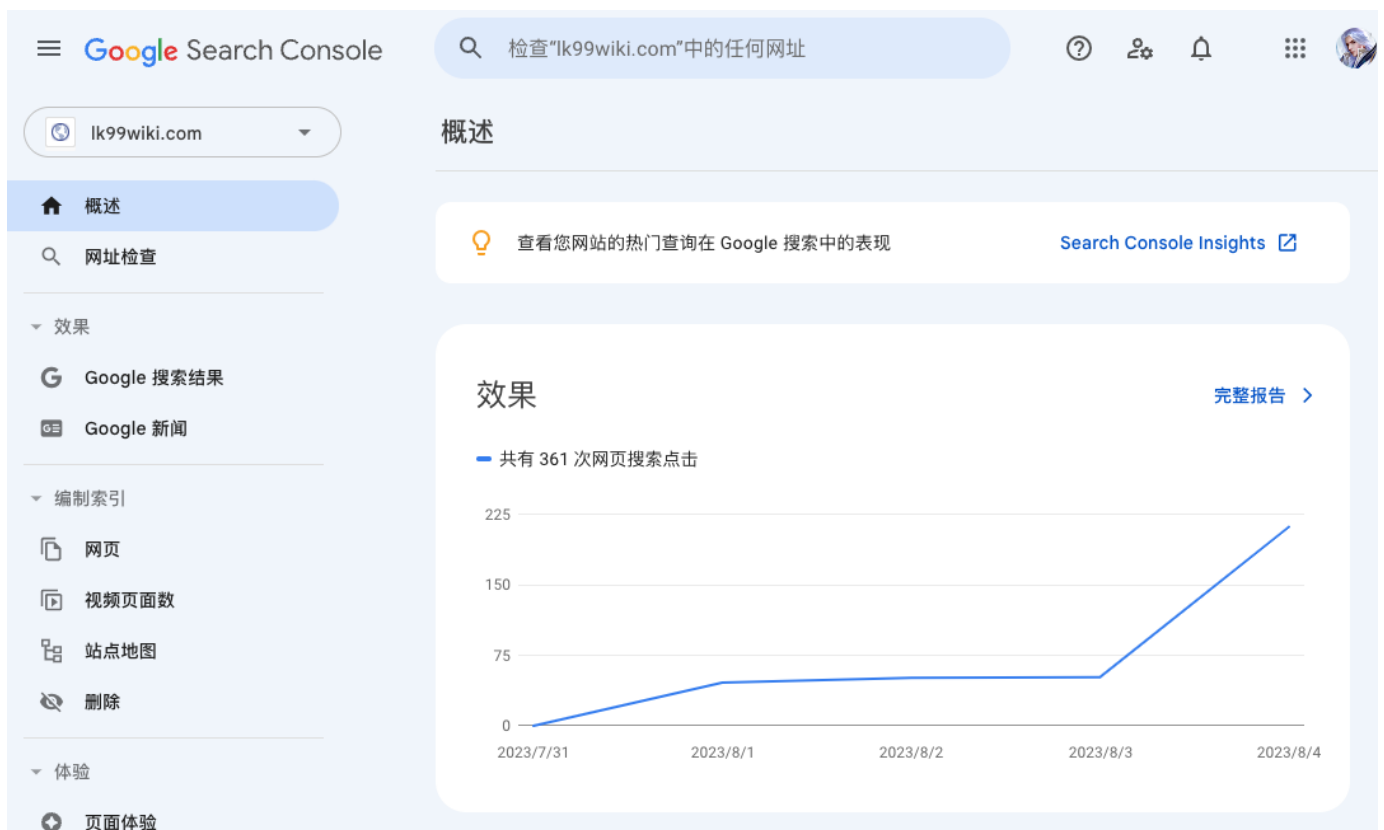 Google Search Console
检查“lk99wiki.com”中的任何网址
lk99wiki.com
概述
网址检查
效果
Google 搜索结果
Google 新闻
编制索引
网页
视频页面数
站点地图
删除
体验
页面体验
概述
查看您网站的热门查询在 Google 搜索中的表现
Search Console Insights
效果
完整报告
共有 361 次网页搜索点击
225
150
75
0
2023/7/31 2023/8/1 2023/8/2 2023/8/3 2023/8/4